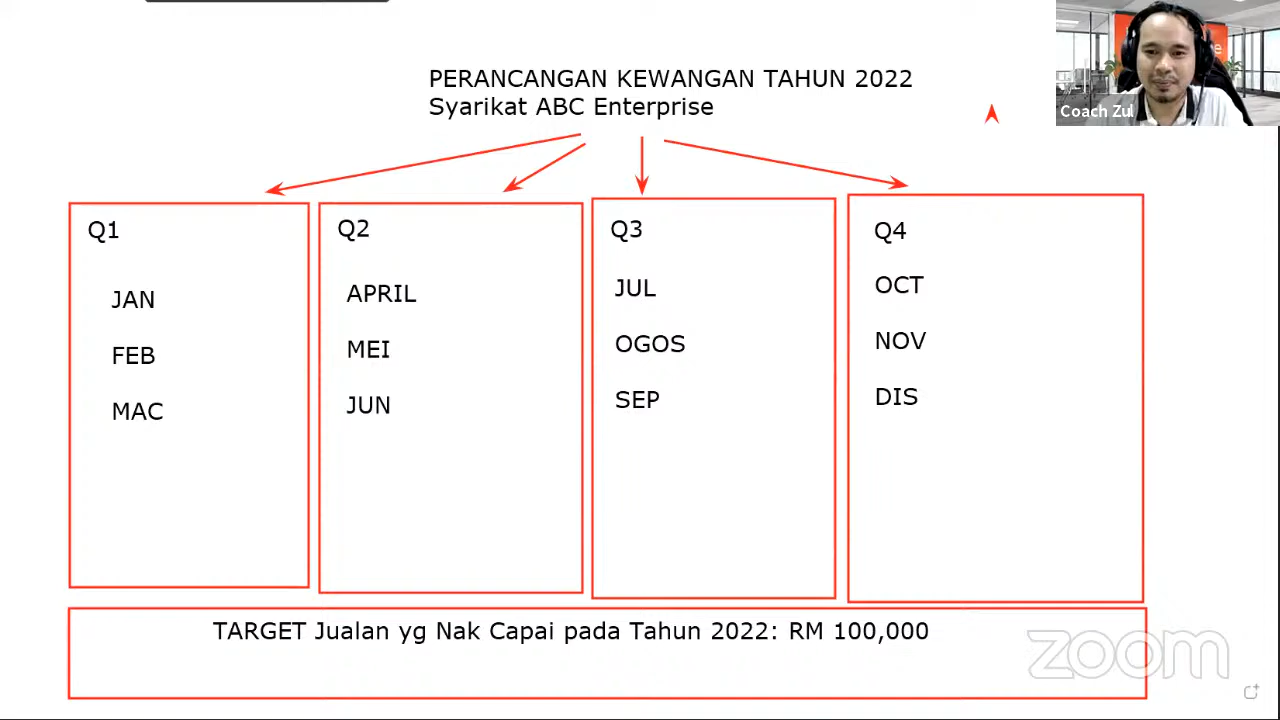 PERANCANGAN KEWANGAN TAHUN 2022
Syarikat ABC Enterprise
Coach Zul
Q1
JAN
FEB
MAC
Q2
APRIL
MEI
JUN
Q3
JUL
OGOS
SEP
Q4
OCT
NOV
DIS
TARGET Jualan yg Nak Capai pada Tahun 2022: RM 100,000
zoom